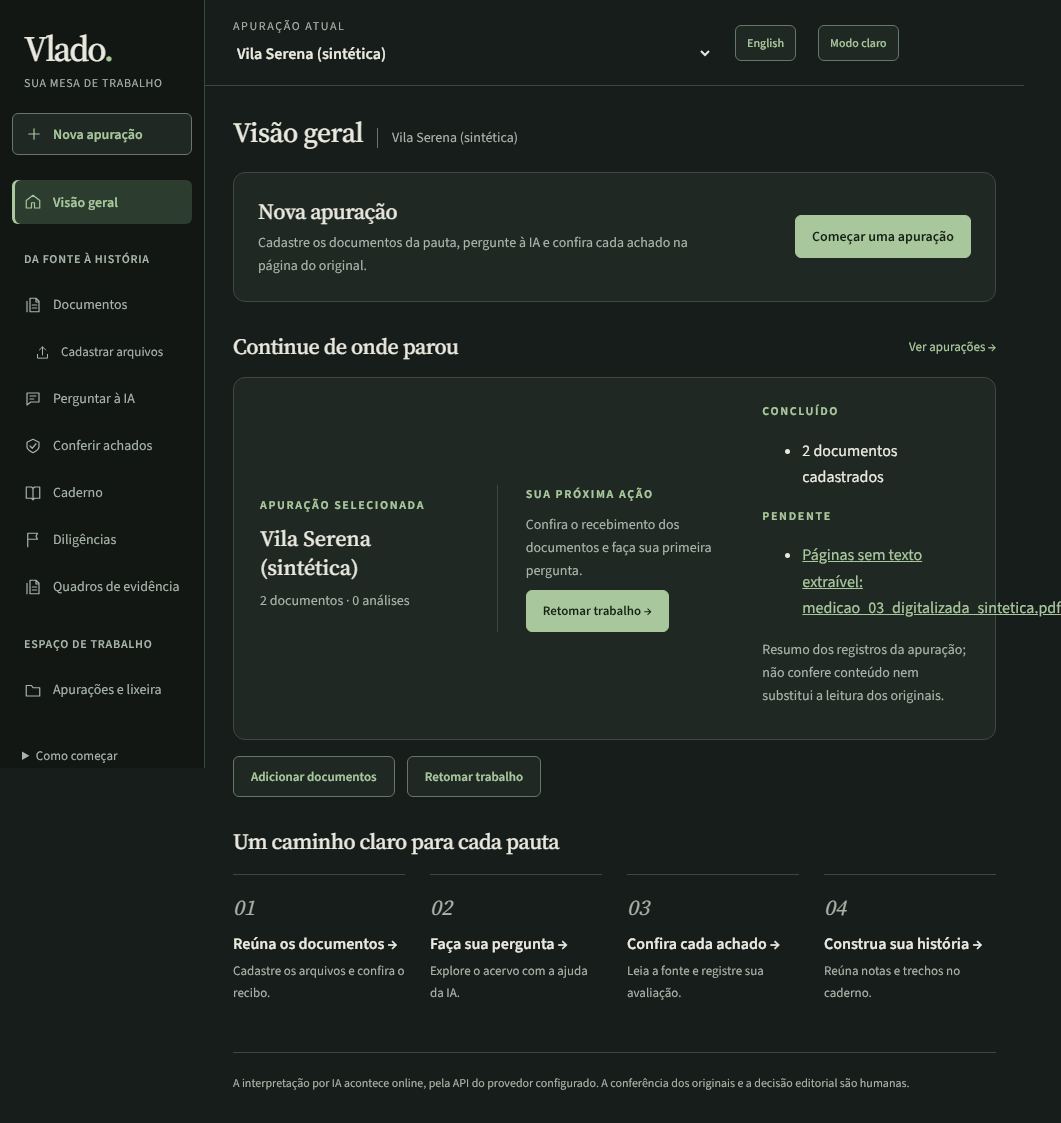 Vlado.
SUA MESA DE TRABALHO
Nova apuração
Visão geral
DA FONTE À HISTÓRIA
Documentos
Cadastrar arquivos
Perguntar à IA
Conferir achados
Caderno
Diligências
Quadros de evidência
ESPAÇO DE TRABALHO
Apurações e lixeira
Como começar
APURAÇÃO ATUAL
Vila Serena (sintética)
English
Modo claro
Visão geral
Vila Serena (sintética)
Nova apuração
Cadastre os documentos da pauta, pergunte à IA e confira cada achado na
página do original.
Começar uma apuração
Continue de onde parou
Ver apurações →
APURAÇÃO SELECIONADA
Vila Serena
(sintética)
2 documentos · 0 análises
SUA PRÓXIMA AÇÃO
Confira o recebimento dos
documentos e faça sua primeira
pergunta.
Retomar trabalho →
CONCLUÍDO
• 2 documentos
cadastrados
PENDENTE
• Páginas sem texto
extraível:
medicao_03_digitalizada_sintetica.pdf
Resumo dos registros da apuração;
não confere conteúdo nem
substitui a leitura dos originais.
Adicionar documentos
Retomar trabalho
Um caminho claro para cada pauta
01
Reúna os documentos →
Cadastre os arquivos e confira o
recibo.
02
Faça sua pergunta →
Explore o acervo com a ajuda
da IA.
03
Confira cada achado →
Leia a fonte e registre sua
avaliação.
04
Construa sua história →
Reúna notas e trechos no
caderno.
A interpretação por IA acontece online, pela API do provedor configurado. A conferência dos originais e a decisão editorial são humanas.